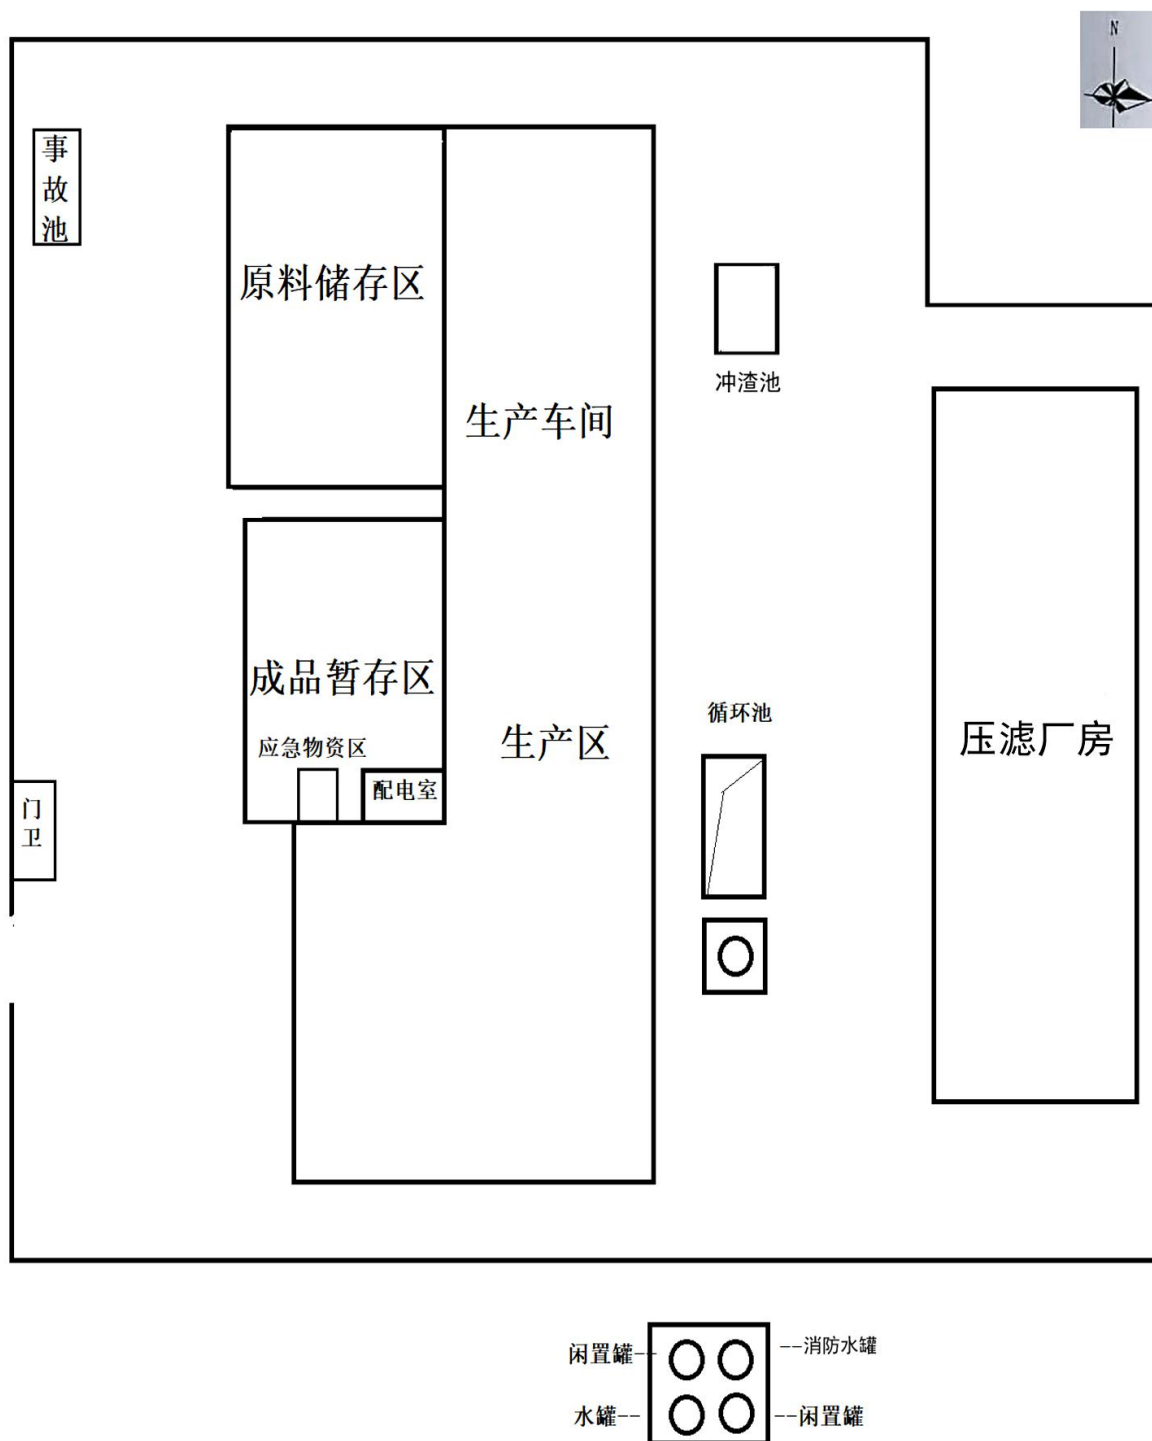 N
事故池
原料储存区
冲渣池
生产车间
成品暂存区
循环池
生产区
压滤厂房
应急物资区
配电室
门卫
闲置罐--
--消防水罐
水罐--
--闲置罐